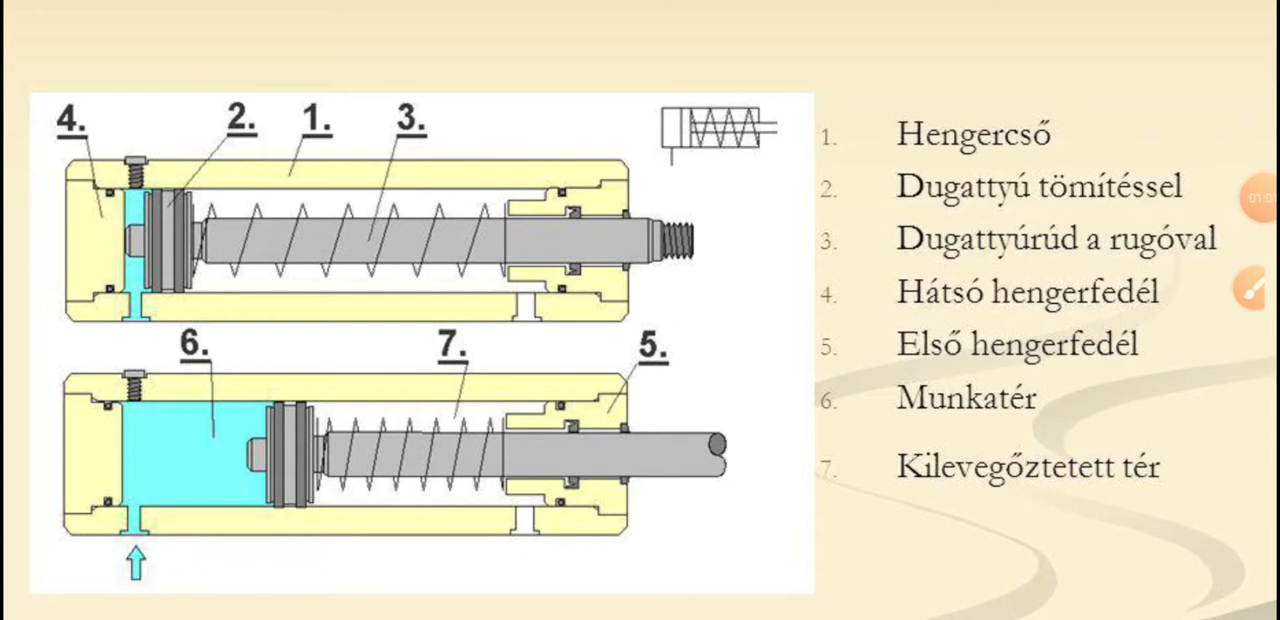 4.
2.
1.
3.
6.
7.
5.
1. Hengercső
2. Dugattyú tömítéssel
3. Dugattyúrúd a rugóval
4. Hátsó hengerfedél
5. Első hengerfedél
6. Munkatér
7. Kilevegőztetett tér